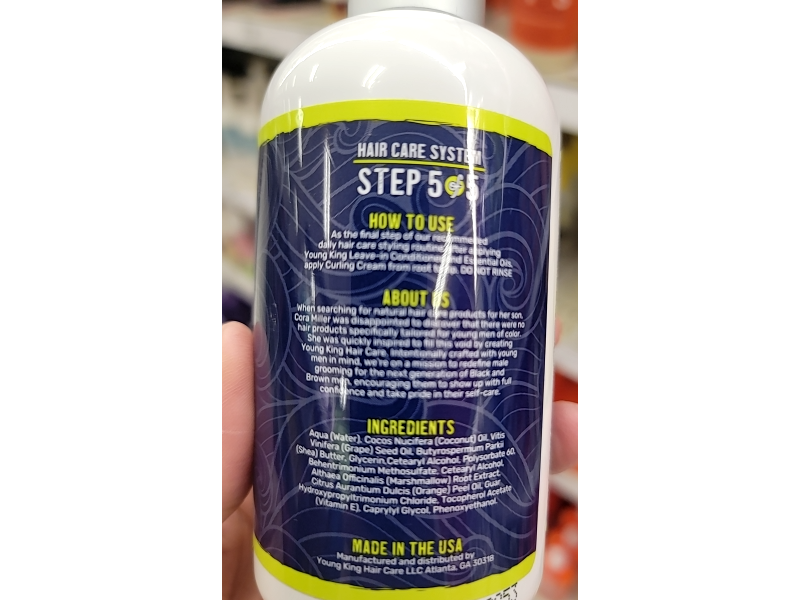 HAIR CARE SYSTEM
STEP 5 of 5
HOW TO USE
As the final step of our recommended
daily hair care styling routine, after applying
Young King Leave-in Conditioner and Essential Oils,
apply Curling Cream from root to tip. DO NOT RINSE
ABOUT US
When searching for natural hair care products for her son,
Cora Miller was disappointed to discover that there were no
hair products specifically tailored for young men of color.
She was quickly inspired to fill this void by creating
Young King Hair Care. Intentionally crafted with young
men in mind, we're on a mission to redefine male
grooming for the next generation of Black and
Brown men, encouraging them to show up with full
confidence and take pride in their self-care.
INGREDIENTS
Aqua (Water), Cocos Nucifera (Coconut) Oil, Vitis
Vinifera (Grape) Seed Oil, Butyrospermum Parkii
(Shea) Butter, Glycerin, Cetearyl Alcohol, Polysorbate 60,
Behentrimonium Methosulfate, Cetearyl Alcohol,
Althaea Officinalis (Marshmallow) Root Extract,
Citrus Aurantium Dulcis (Orange) Peel Oil, Guar
Hydroxypropyltrimonium Chloride, Tocopherol Acetate
(Vitamin E), Caprylyl Glycol, Phenoxyethanol
MADE IN THE USA
Manufactured and distributed by
Young King Hair Care LLC Atlanta, GA 30318